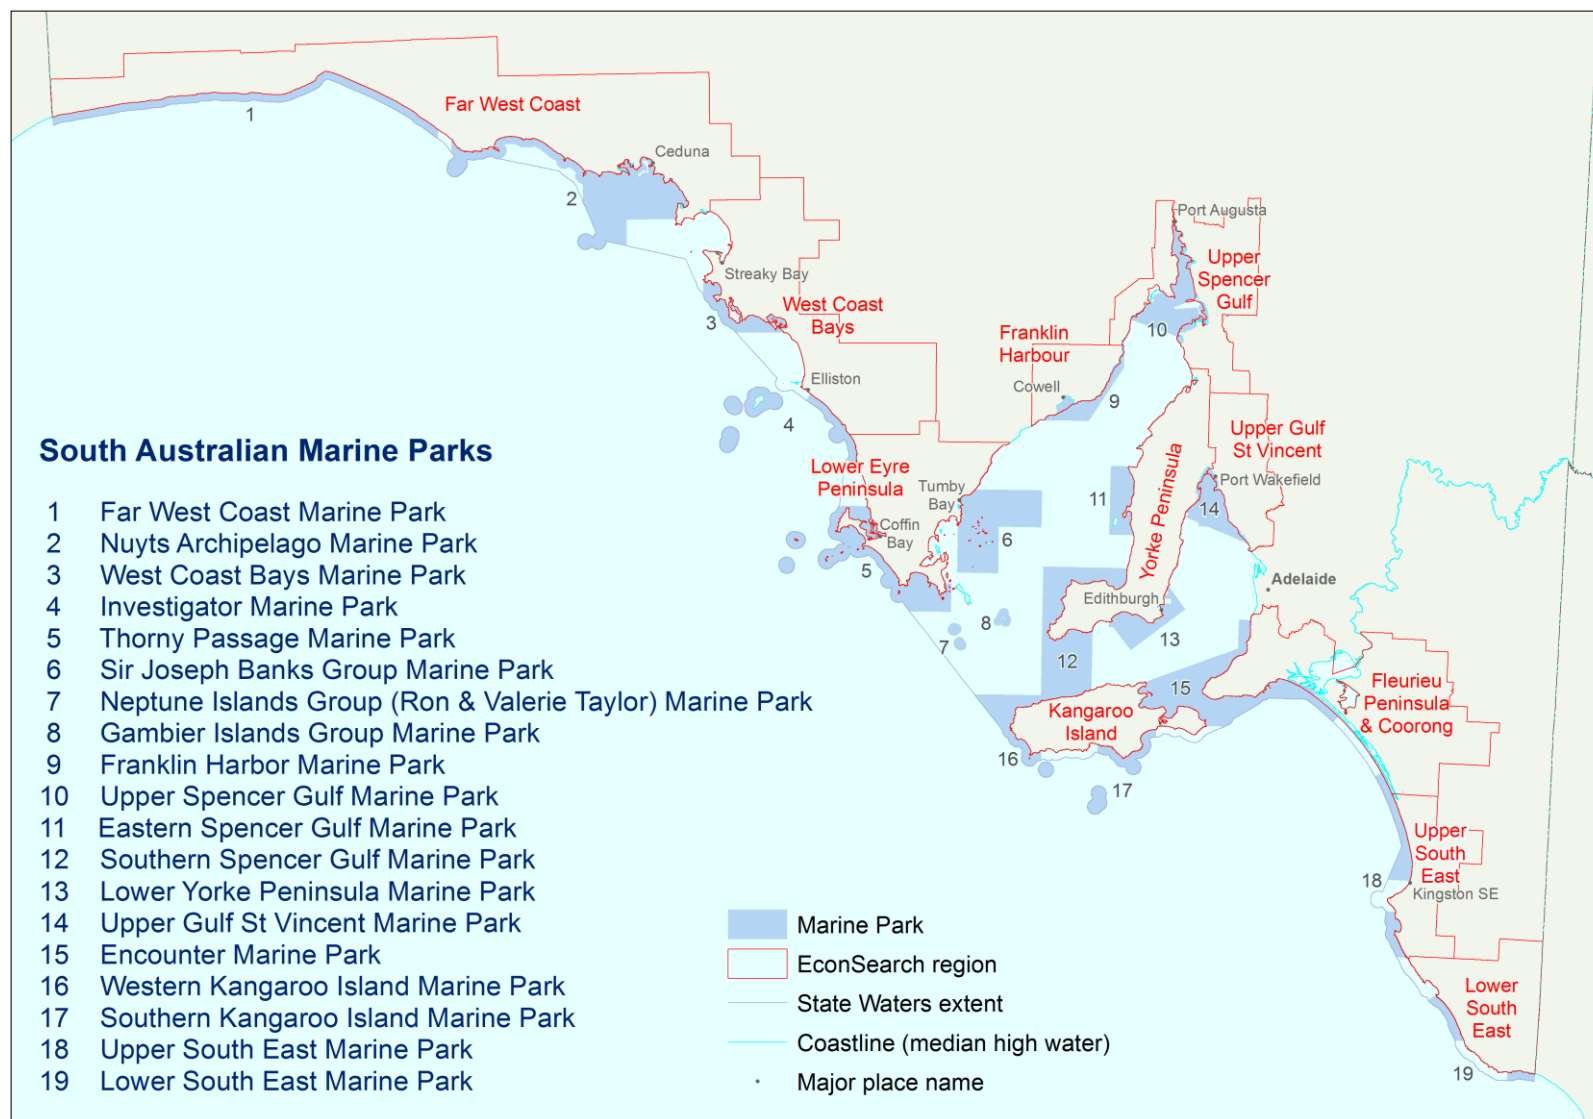 1
Far West Coast
Ceduna
2
Port Augusta
Upper
Spencer
Gulf
Streaky Bay
West Coast
Bays
3
10
Franklin
Harbour
Elliston
Cowell
9
4
South Australian Marine Parks
Upper Gulf
St Vincent
Lower Eyre
Peninsula
Tumby
Bay
11
Yorke Peninsula
Port Wakefield
14
Coffin
Bay
6
5
Adelaide
Edithburgh
8
7
13
12
15
Kangaroo
Island
Fleurieu
Peninsula
& Coorong
16
17
Upper
South
East
18
Kingston SE
Lower
South
East
19
1 Far West Coast Marine Park
2 Nuyts Archipelago Marine Park
3 West Coast Bays Marine Park
4 Investigator Marine Park
5 Thorny Passage Marine Park
6 Sir Joseph Banks Group Marine Park
7 Neptune Islands Group (Ron & Valerie Taylor) Marine Park
8 Gambier Islands Group Marine Park
9 Franklin Harbor Marine Park
10 Upper Spencer Gulf Marine Park
11 Eastern Spencer Gulf Marine Park
12 Southern Spencer Gulf Marine Park
13 Lower Yorke Peninsula Marine Park
14 Upper Gulf St Vincent Marine Park
15 Encounter Marine Park
16 Western Kangaroo Island Marine Park
17 Southern Kangaroo Island Marine Park
18 Upper South East Marine Park
19 Lower South East Marine Park
Marine Park
EconSearch region
State Waters extent
Coastline (median high water)
Major place name